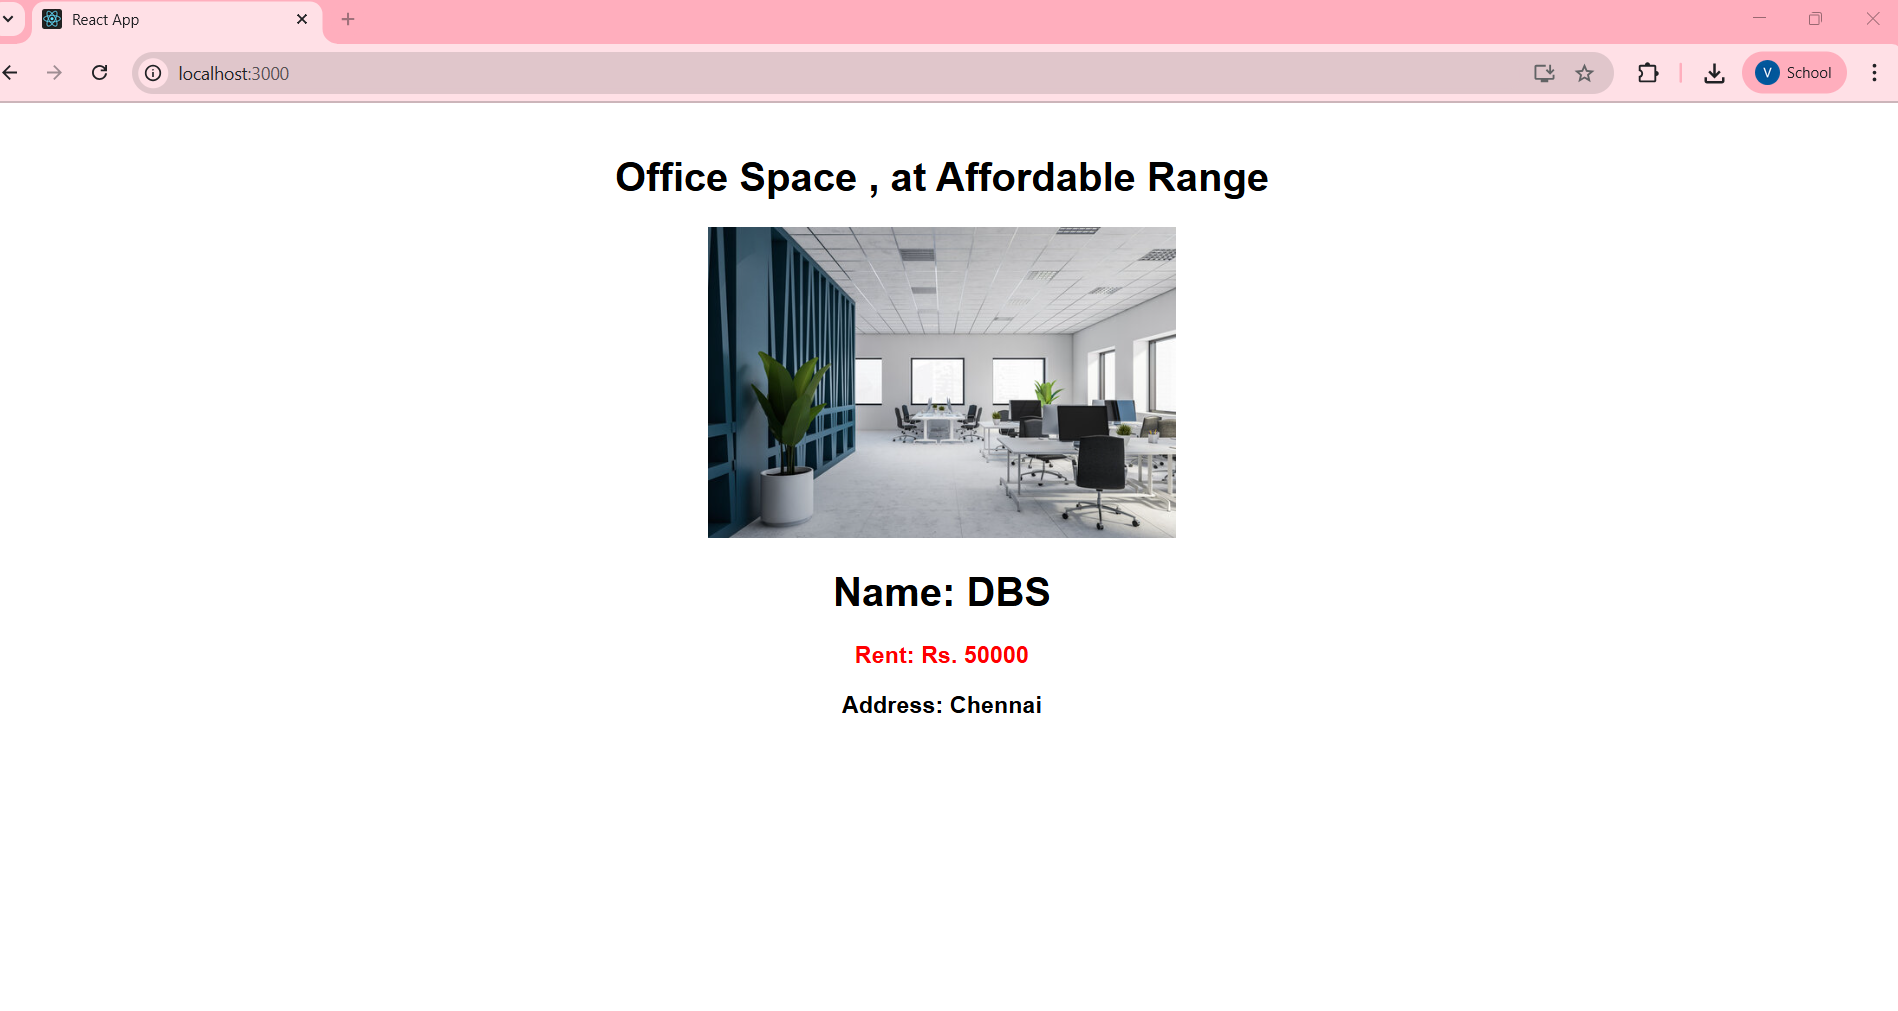 React App
localhost:3000
V School
Office Space , at Affordable Range
Name: DBS
Rent: Rs. 50000
Address: Chennai